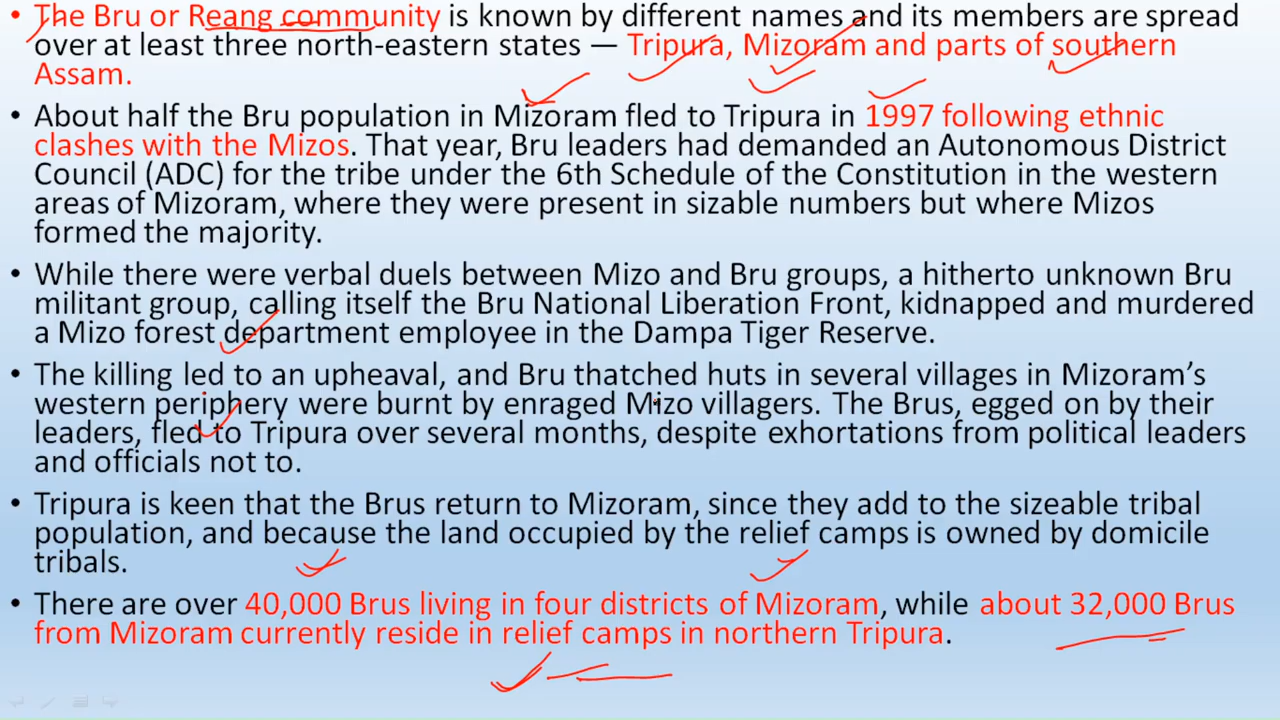 • The Bru or Reang community is known by different names and its members are spread
over at least three north-eastern states — Tripura, Mizoram and parts of southern
Assam.
• About half the Bru population in Mizoram fled to Tripura in 1997 following ethnic
clashes with the Mizos. That year, Bru leaders had demanded an Autonomous District
Council (ADC) for the tribe under the 6th Schedule of the Constitution in the western
areas of Mizoram, where they were present in sizable numbers but where Mizos
formed the majority.
• While there were verbal duels between Mizo and Bru groups, a hitherto unknown Bru
militant group, calling itself the Bru National Liberation Front, kidnapped and murdered
a Mizo forest department employee in the Dampa Tiger Reserve.
• The killing led to an upheaval, and Bru thatched huts in several villages in Mizoram’s
western periphery were burnt by enraged Mizo villagers. The Brus, egged on by their
leaders, fled to Tripura over several months, despite exhortations from political leaders
and officials not to.
• Tripura is keen that the Brus return to Mizoram, since they add to the sizeable tribal
population, and because the land occupied by the relief camps is owned by domicile
tribals.
• There are over 40,000 Brus living in four districts of Mizoram, while about 32,000 Brus
from Mizoram currently reside in relief camps in northern Tripura.